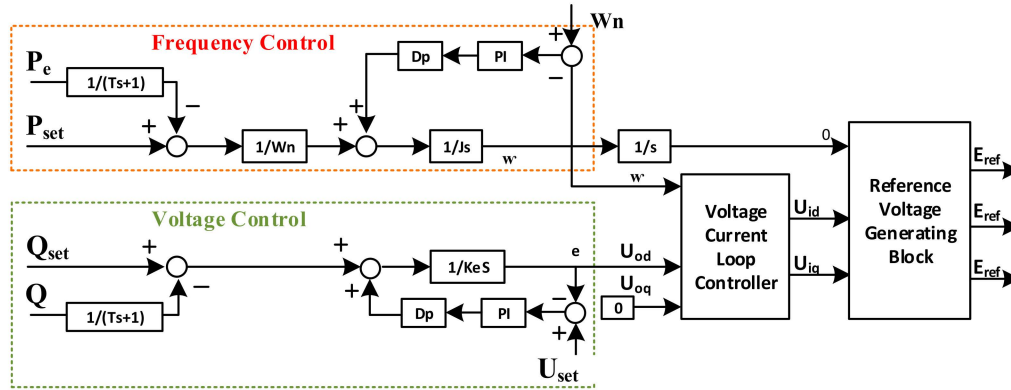 Wn
Frequency Control
+
Dp
PI
−
P_e
1/(Ts+1)
−
P_set
+
1/Wn
+
+
1/Js
w
1/s
0
w
Voltage Current Loop Controller
U_id
U_iq
Reference Voltage Generating Block
E_ref
E_ref
E_ref
Voltage Control
Q_set
+
−
+
+
1/KeS
e
U_od
U_oq
0
Q
1/(Ts+1)
Dp
PI
−
+
U_set